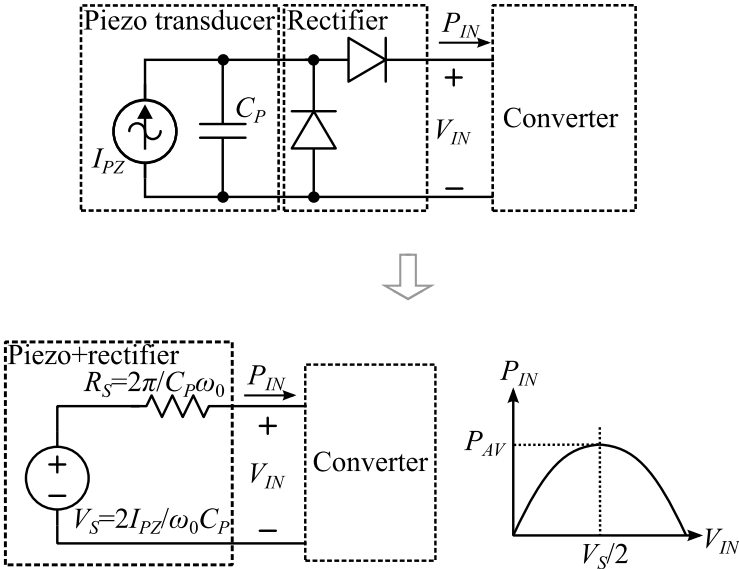 Piezo transducer
Rectifier
P_IN
+
C_P
V_IN
Converter
I_PZ
−
Piezo+rectifier
R_S=2π/C_Pω_0
P_IN
+
P_IN
P_AV
+
V_IN
Converter
−
V_S=2I_PZ/ω_0C_P
−
V_IN
V_S/2